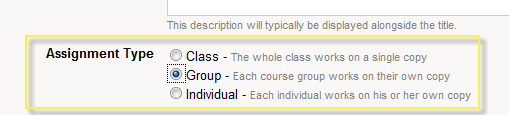 This description will typically be displayed alongside the title.
Assignment Type Class - The whole class works on a single copy
Group - Each course group works on their own copy
Individual - Each individual works on his or her own copy